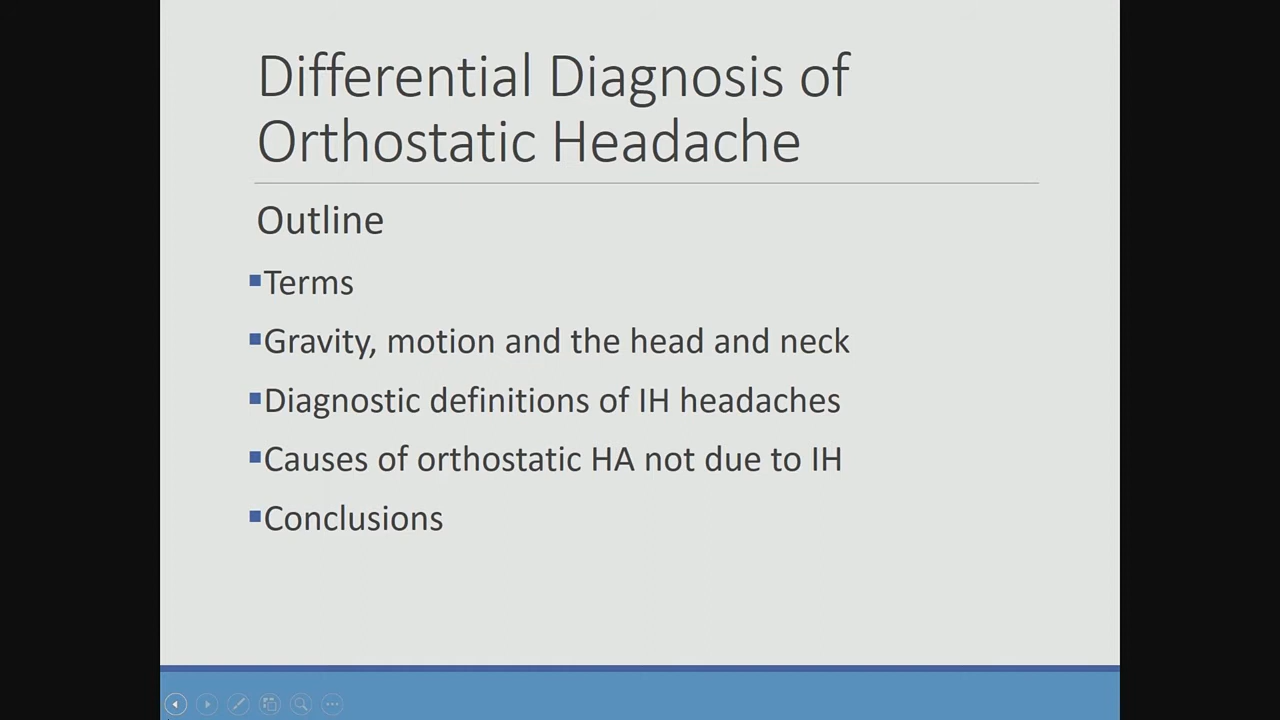 Differential Diagnosis of
Orthostatic Headache
Outline
▪Terms
▪Gravity, motion and the head and neck
▪Diagnostic definitions of IH headaches
▪Causes of orthostatic HA not due to IH
▪Conclusions